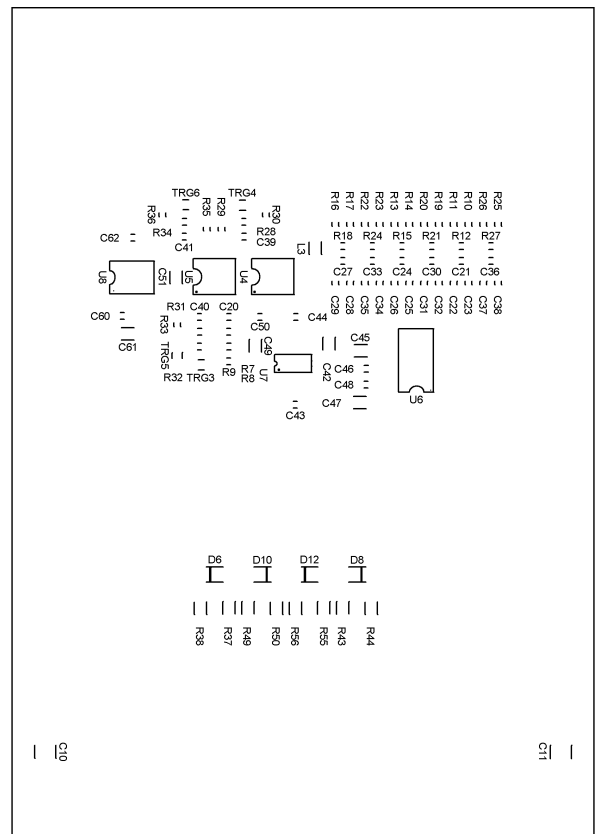 TRG6 TRG4
R36 R35 R29 R30 R16 R17 R22 R23 R13 R14 R20 R19 R11 R10 R26 R25
C62 R34 R28
C41 C39 L3 R18 R24 R15 R21 R12 R27
U8 C51 U5 U4 C27 C33 C24 C30 C21 C36
C29 C28 C35 C34 C26 C25 C31 C32 C22 C23 C37 C38
R31 C40 C20
C60 R33 C50 C44
C61 C49 C45
TRG5 R9 R7 U7 C42 C46
R32 TRG3 R8 C48
C43 C47 U6
D6 D10 D12 D8
R38 R37 R49 R50 R56 R55 R43 R44
C10 C11